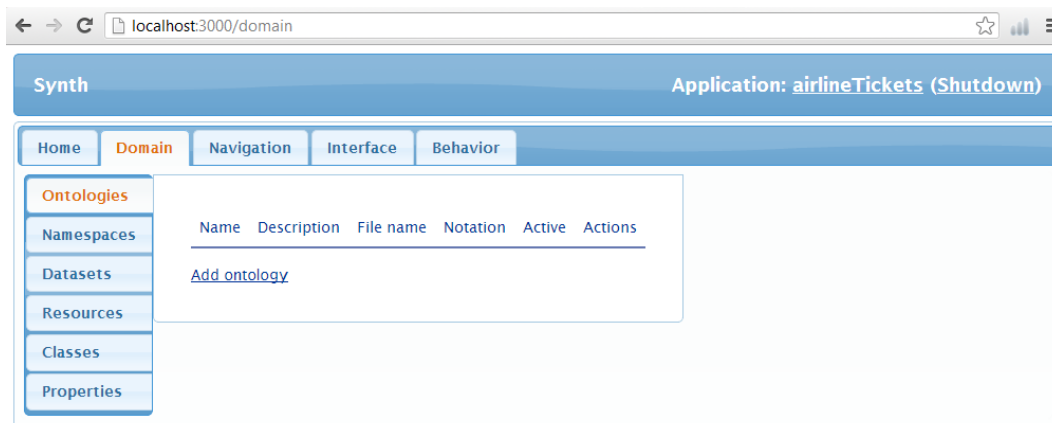 localhost:3000/domain
Synth
Application: airlineTickets (Shutdown)
Home Domain Navigation Interface Behavior
Ontologies
Namespaces
Datasets
Resources
Classes
Properties
Name Description File name Notation Active Actions
Add ontology